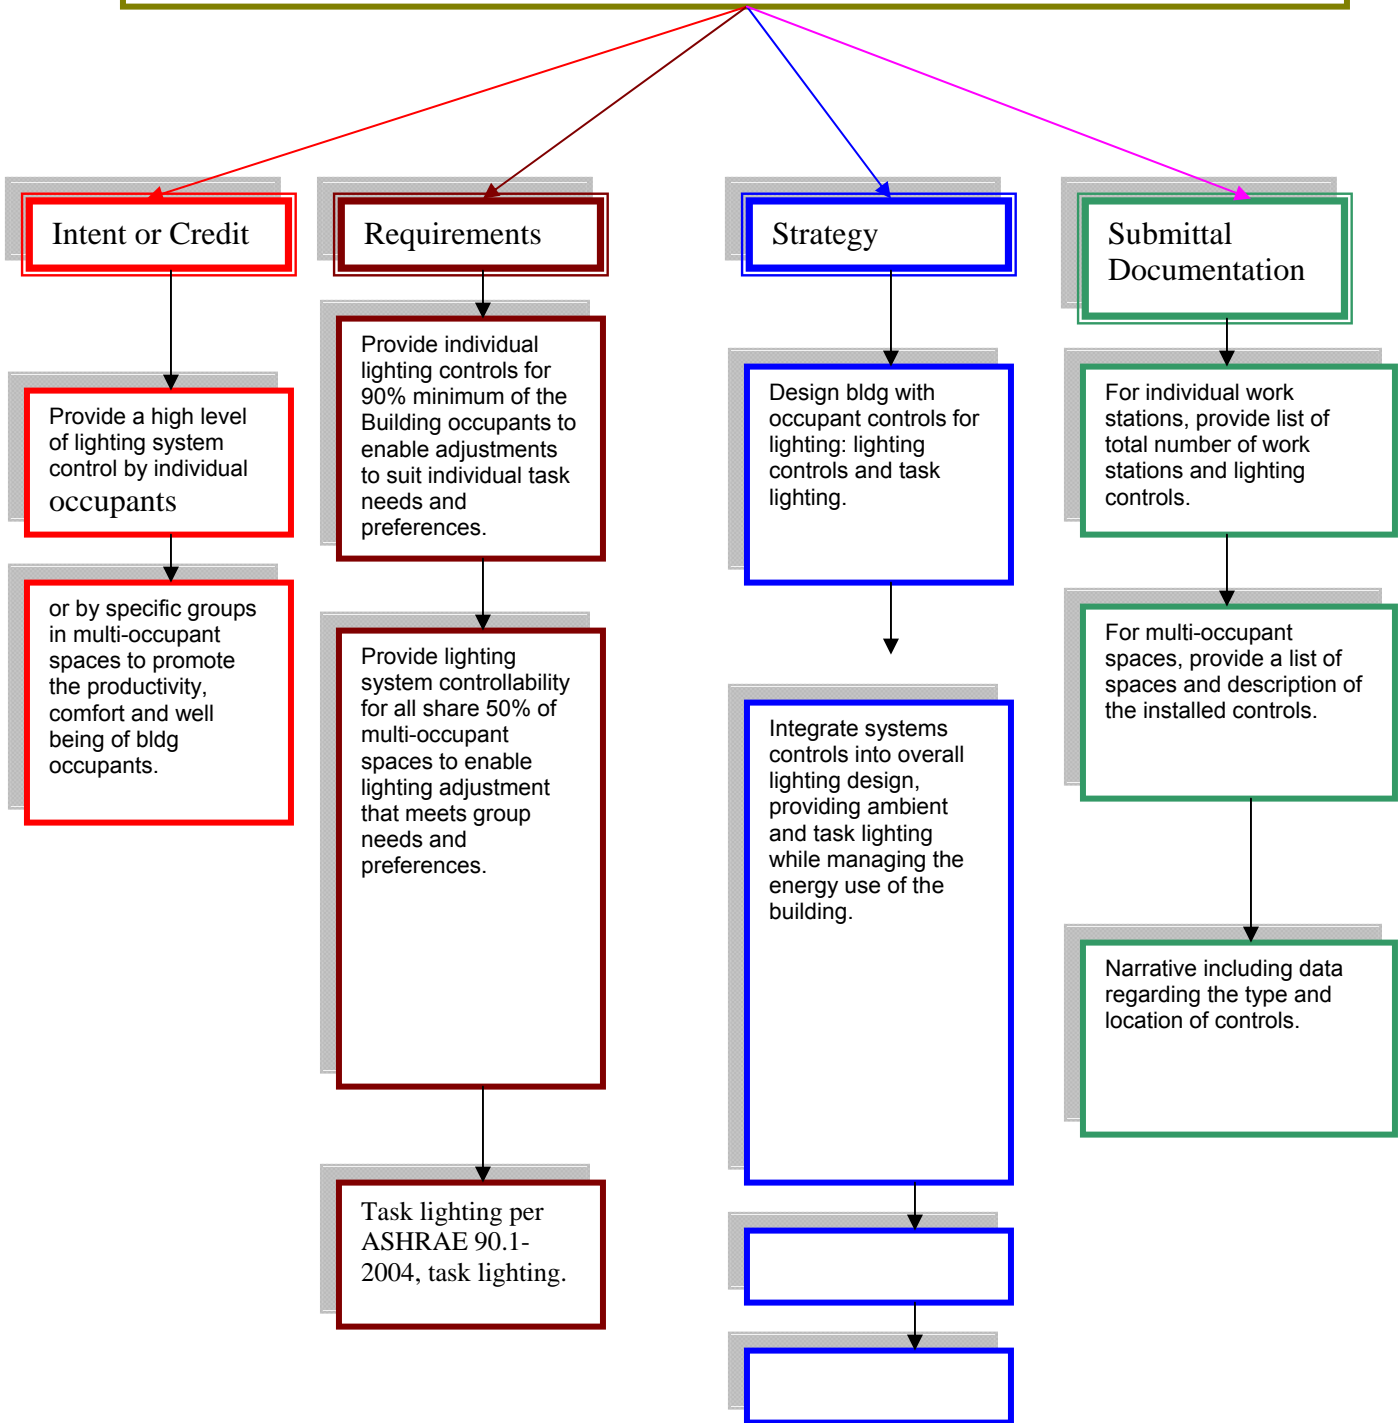 Intent or Credit
Provide a high level
of lighting system
control by individual
occupants
or by specific groups
in multi-occupant
spaces to promote
the productivity,
comfort and well
being of bldg
occupants.
Requirements
Provide individual
lighting controls for
90% minimum of the
Building occupants to
enable adjustments
to suit individual task
needs and
preferences.
Provide lighting
system controllability
for all share 50% of
multi-occupant
spaces to enable
lighting adjustment
that meets group
needs and
preferences.
Task lighting per
ASHRAE 90.1-
2004, task lighting.
Strategy
Design bldg with
occupant controls for
lighting: lighting
controls and task
lighting.
Integrate systems
controls into overall
lighting design,
providing ambient
and task lighting
while managing the
energy use of the
building.
Submittal
Documentation
For individual work
stations, provide list of
total number of work
stations and lighting
controls.
For multi-occupant
spaces, provide a list of
spaces and description of
the installed controls.
Narrative including data
regarding the type and
location of controls.